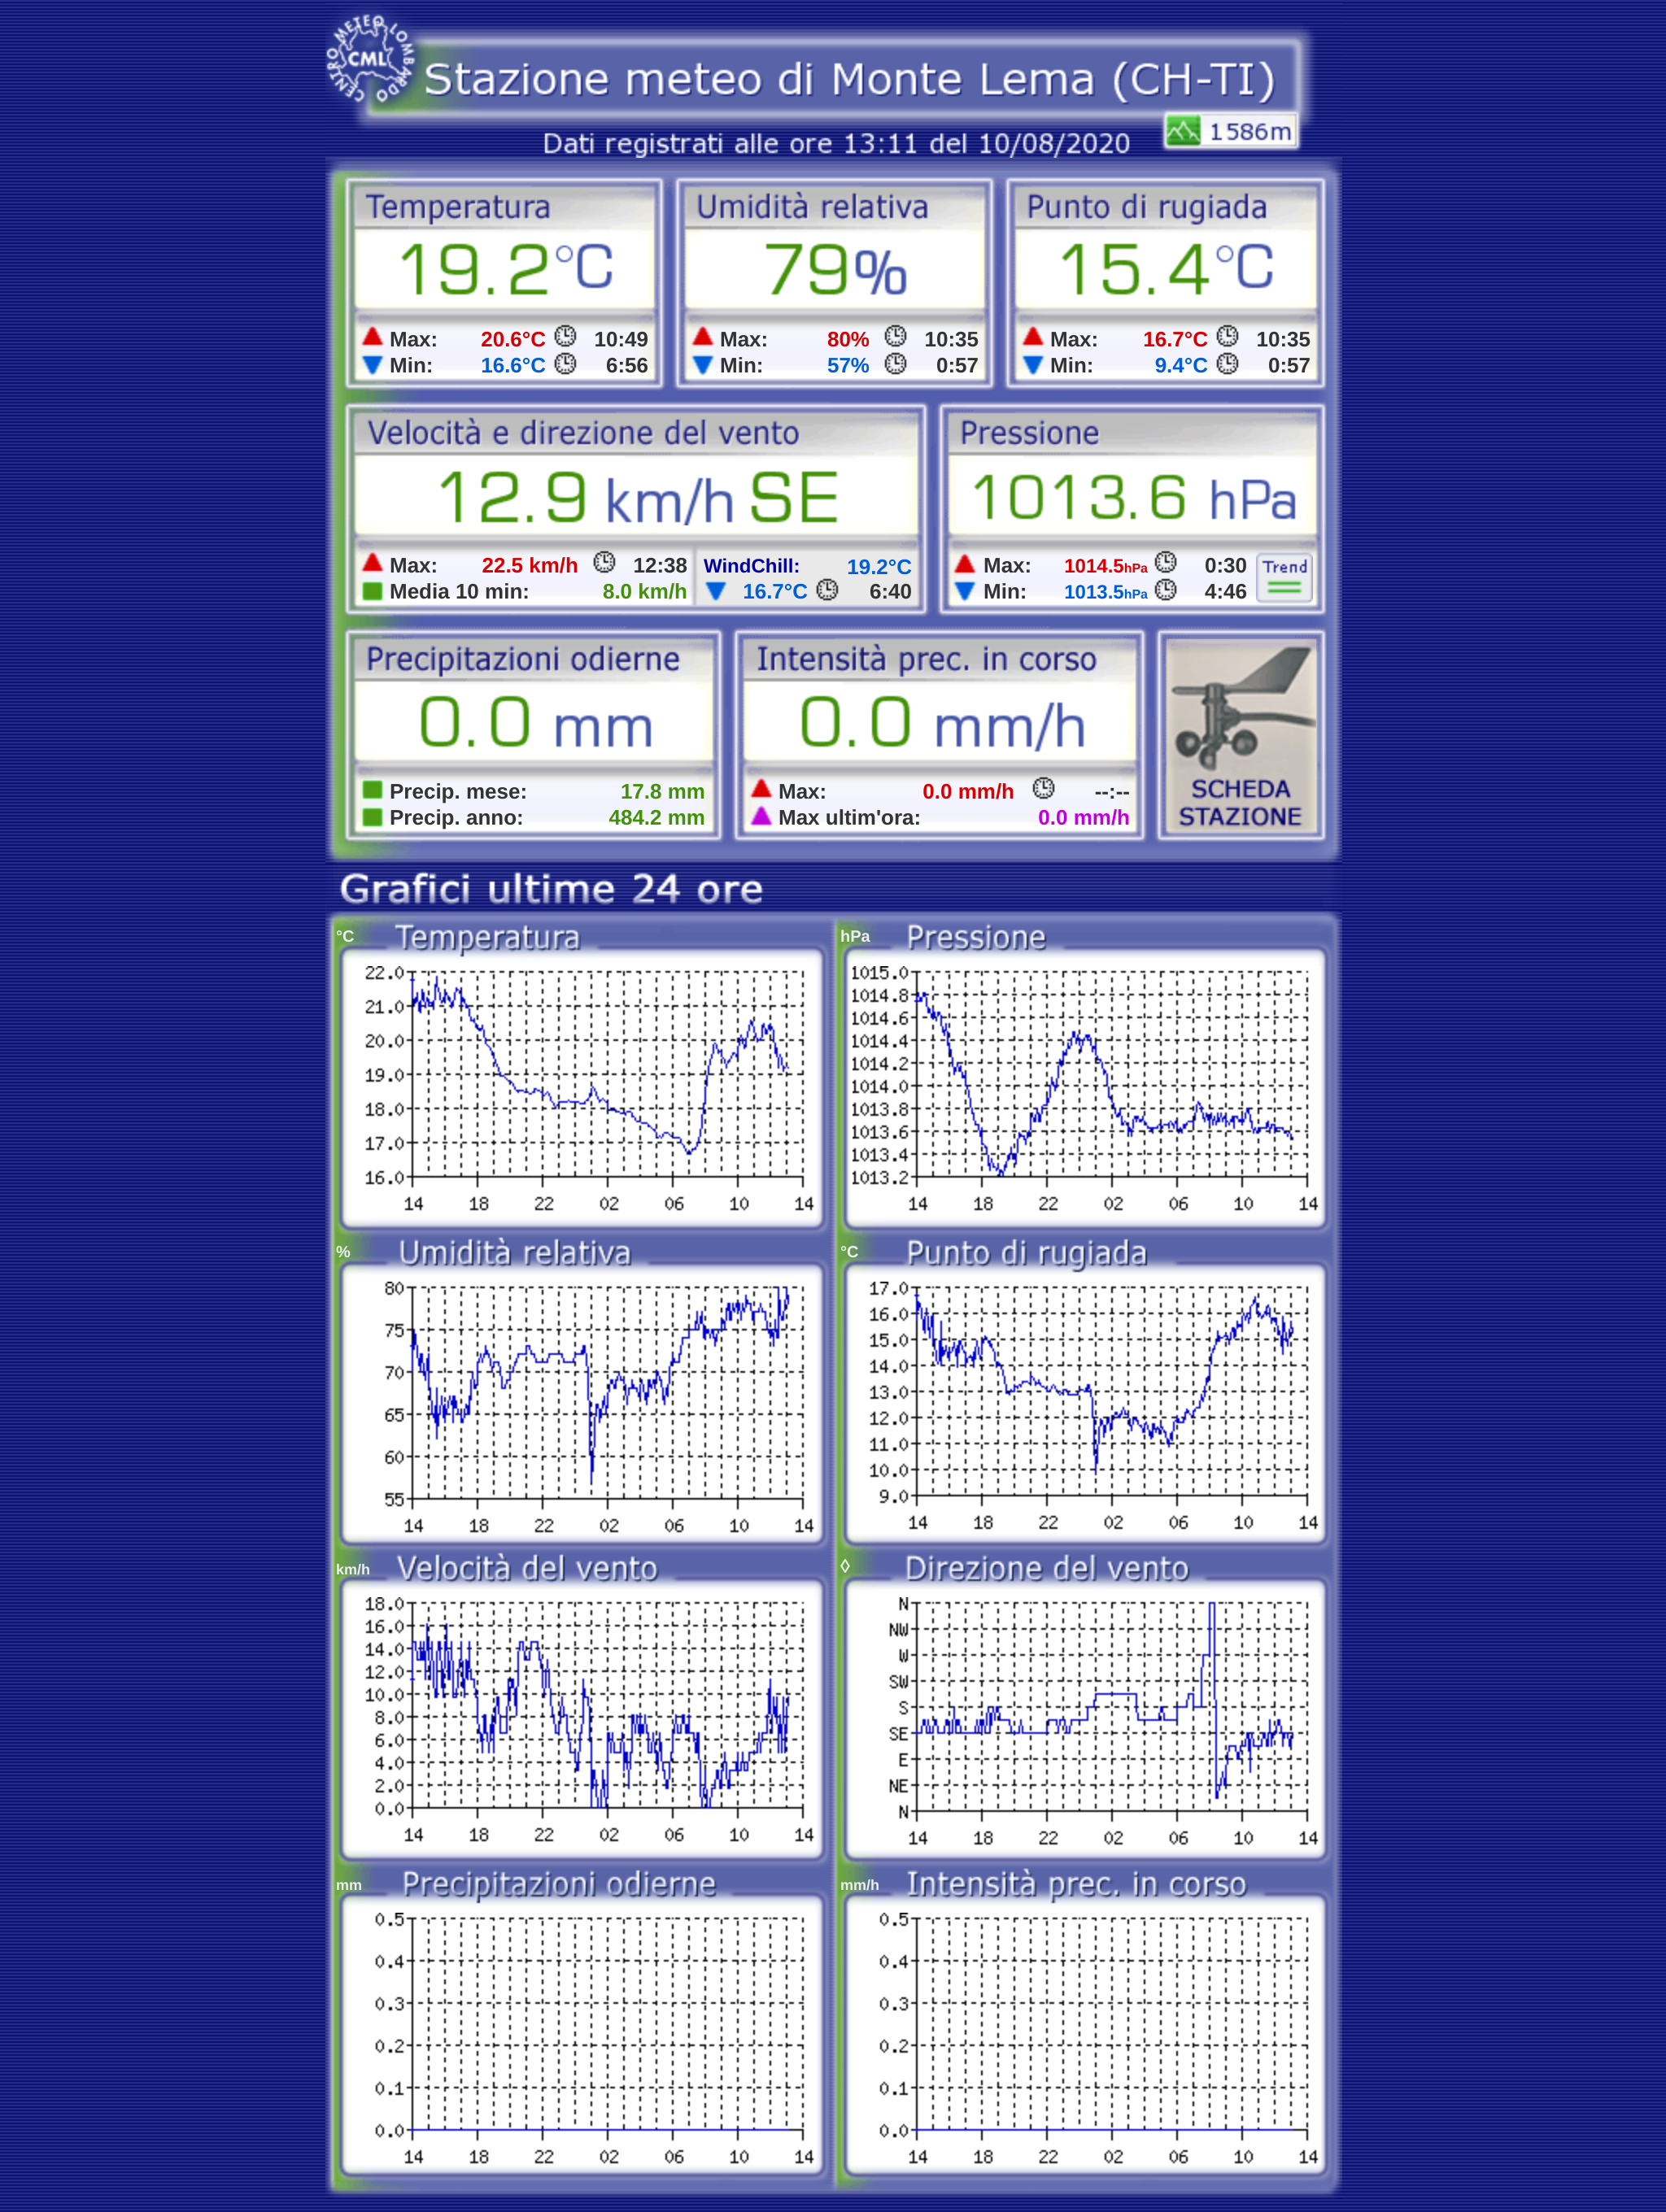 CENTRO METEO LOMBARDO
CML
Stazione meteo di Monte Lema (CH-TI)
Dati registrati alle ore 13:11 del 10/08/2020
1586m
Temperatura Umidità relativa Punto di rugiada
19.2°C 79% 15.4°C
Max: 20.6°C 10:49 Max: 80% 10:35 Max: 16.7°C 10:35
Min: 16.6°C 6:56 Min: 57% 0:57 Min: 9.4°C 0:57
Velocità e direzione del vento Pressione
12.9 km/h SE 1013.6 hPa
Max: 22.5 km/h 12:38 WindChill: 19.2°C Max: 1014.5hPa 0:30 Trend
Media 10 min: 8.0 km/h 16.7°C 6:40 Min: 1013.5hPa 4:46
Precipitazioni odierne Intensità prec. in corso
0.0 mm 0.0 mm/h
Precip. mese: 17.8 mm Max: 0.0 mm/h --:-- SCHEDA
Precip. anno: 484.2 mm Max ultim'ora: 0.0 mm/h STAZIONE
Grafici ultime 24 ore
°C Temperatura hPa Pressione
22.0 1015.0
21.0 1014.8
20.0 1014.6
19.0 1014.4
18.0 1014.2
17.0 1014.0
16.0 1013.8
1013.6
1013.4
1013.2
14 18 22 02 06 10 14 14 18 22 02 06 10 14
% Umidità relativa °C Punto di rugiada
80 17.0
75 16.0
70 15.0
65 14.0
60 13.0
55 12.0
11.0
10.0
9.0
14 18 22 02 06 10 14 14 18 22 02 06 10 14
km/h Velocità del vento ◊ Direzione del vento
18.0 N
16.0 NW
14.0 W
12.0 SW
10.0 S
8.0 SE
6.0 E
4.0 NE
2.0 N
0.0
14 18 22 02 06 10 14 14 18 22 02 06 10 14
mm Precipitazioni odierne mm/h Intensità prec. in corso
0.5 0.5
0.4 0.4
0.3 0.3
0.2 0.2
0.1 0.1
0.0 0.0
14 18 22 02 06 10 14 14 18 22 02 06 10 14